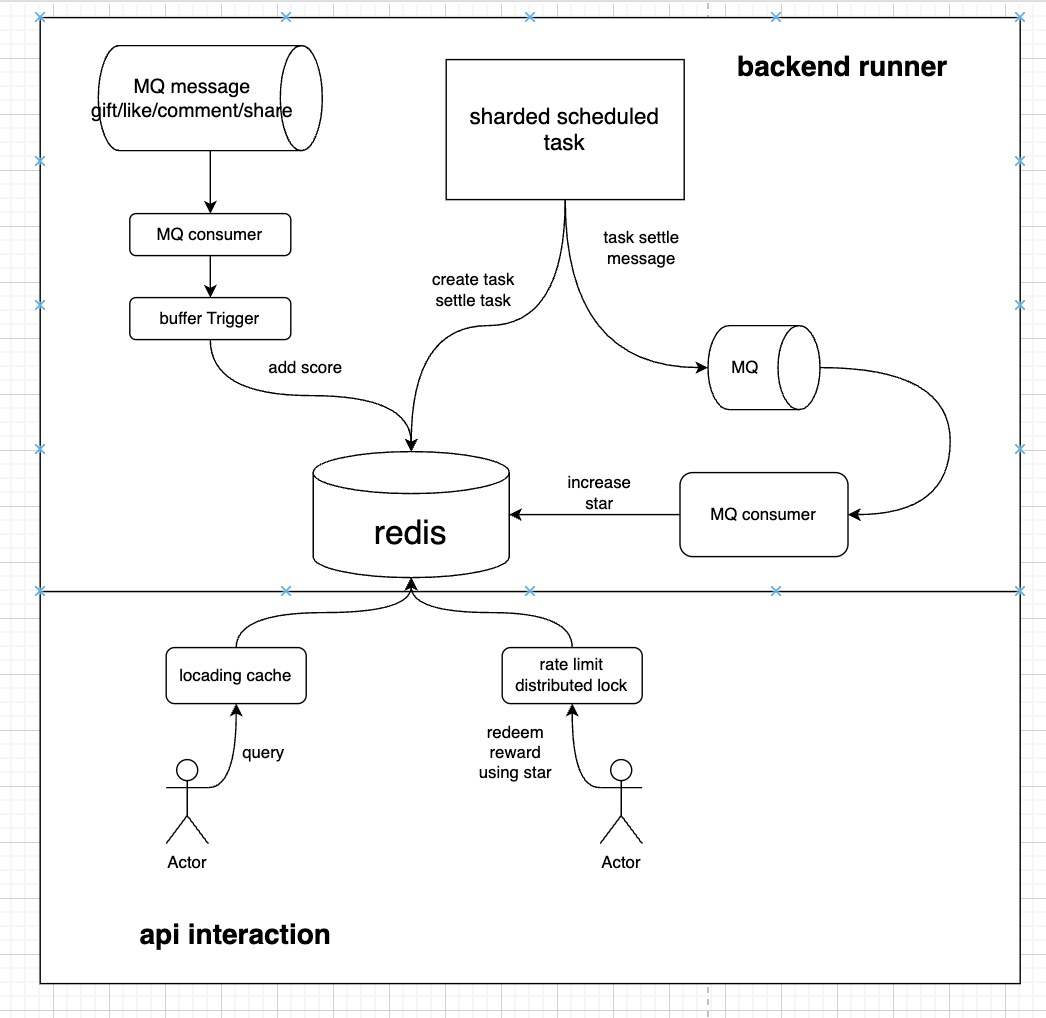 backend runner
MQ message
gift/like/comment/share
sharded scheduled
task
MQ consumer
buffer Trigger
add score
create task
settle task
task settle
message
MQ
increase
star
MQ consumer
redis
locading cache
rate limit
distributed lock
query
redeem
reward
using star
Actor
Actor
api interaction